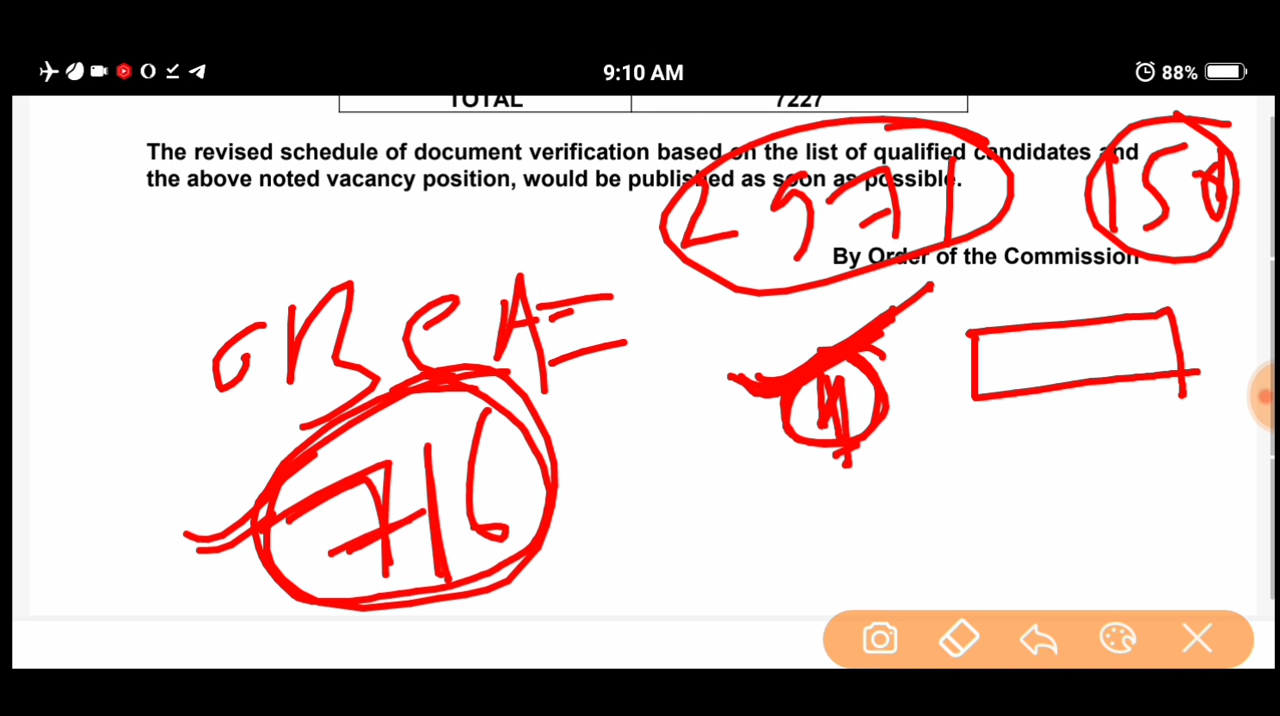 9:10 AM 88%
TOTAL 7227
The revised schedule of document verification based on the list of qualified candidates and
the above noted vacancy position, would be published as soon as possible.
2971 158
By Order of the Commission
OBC A =
716